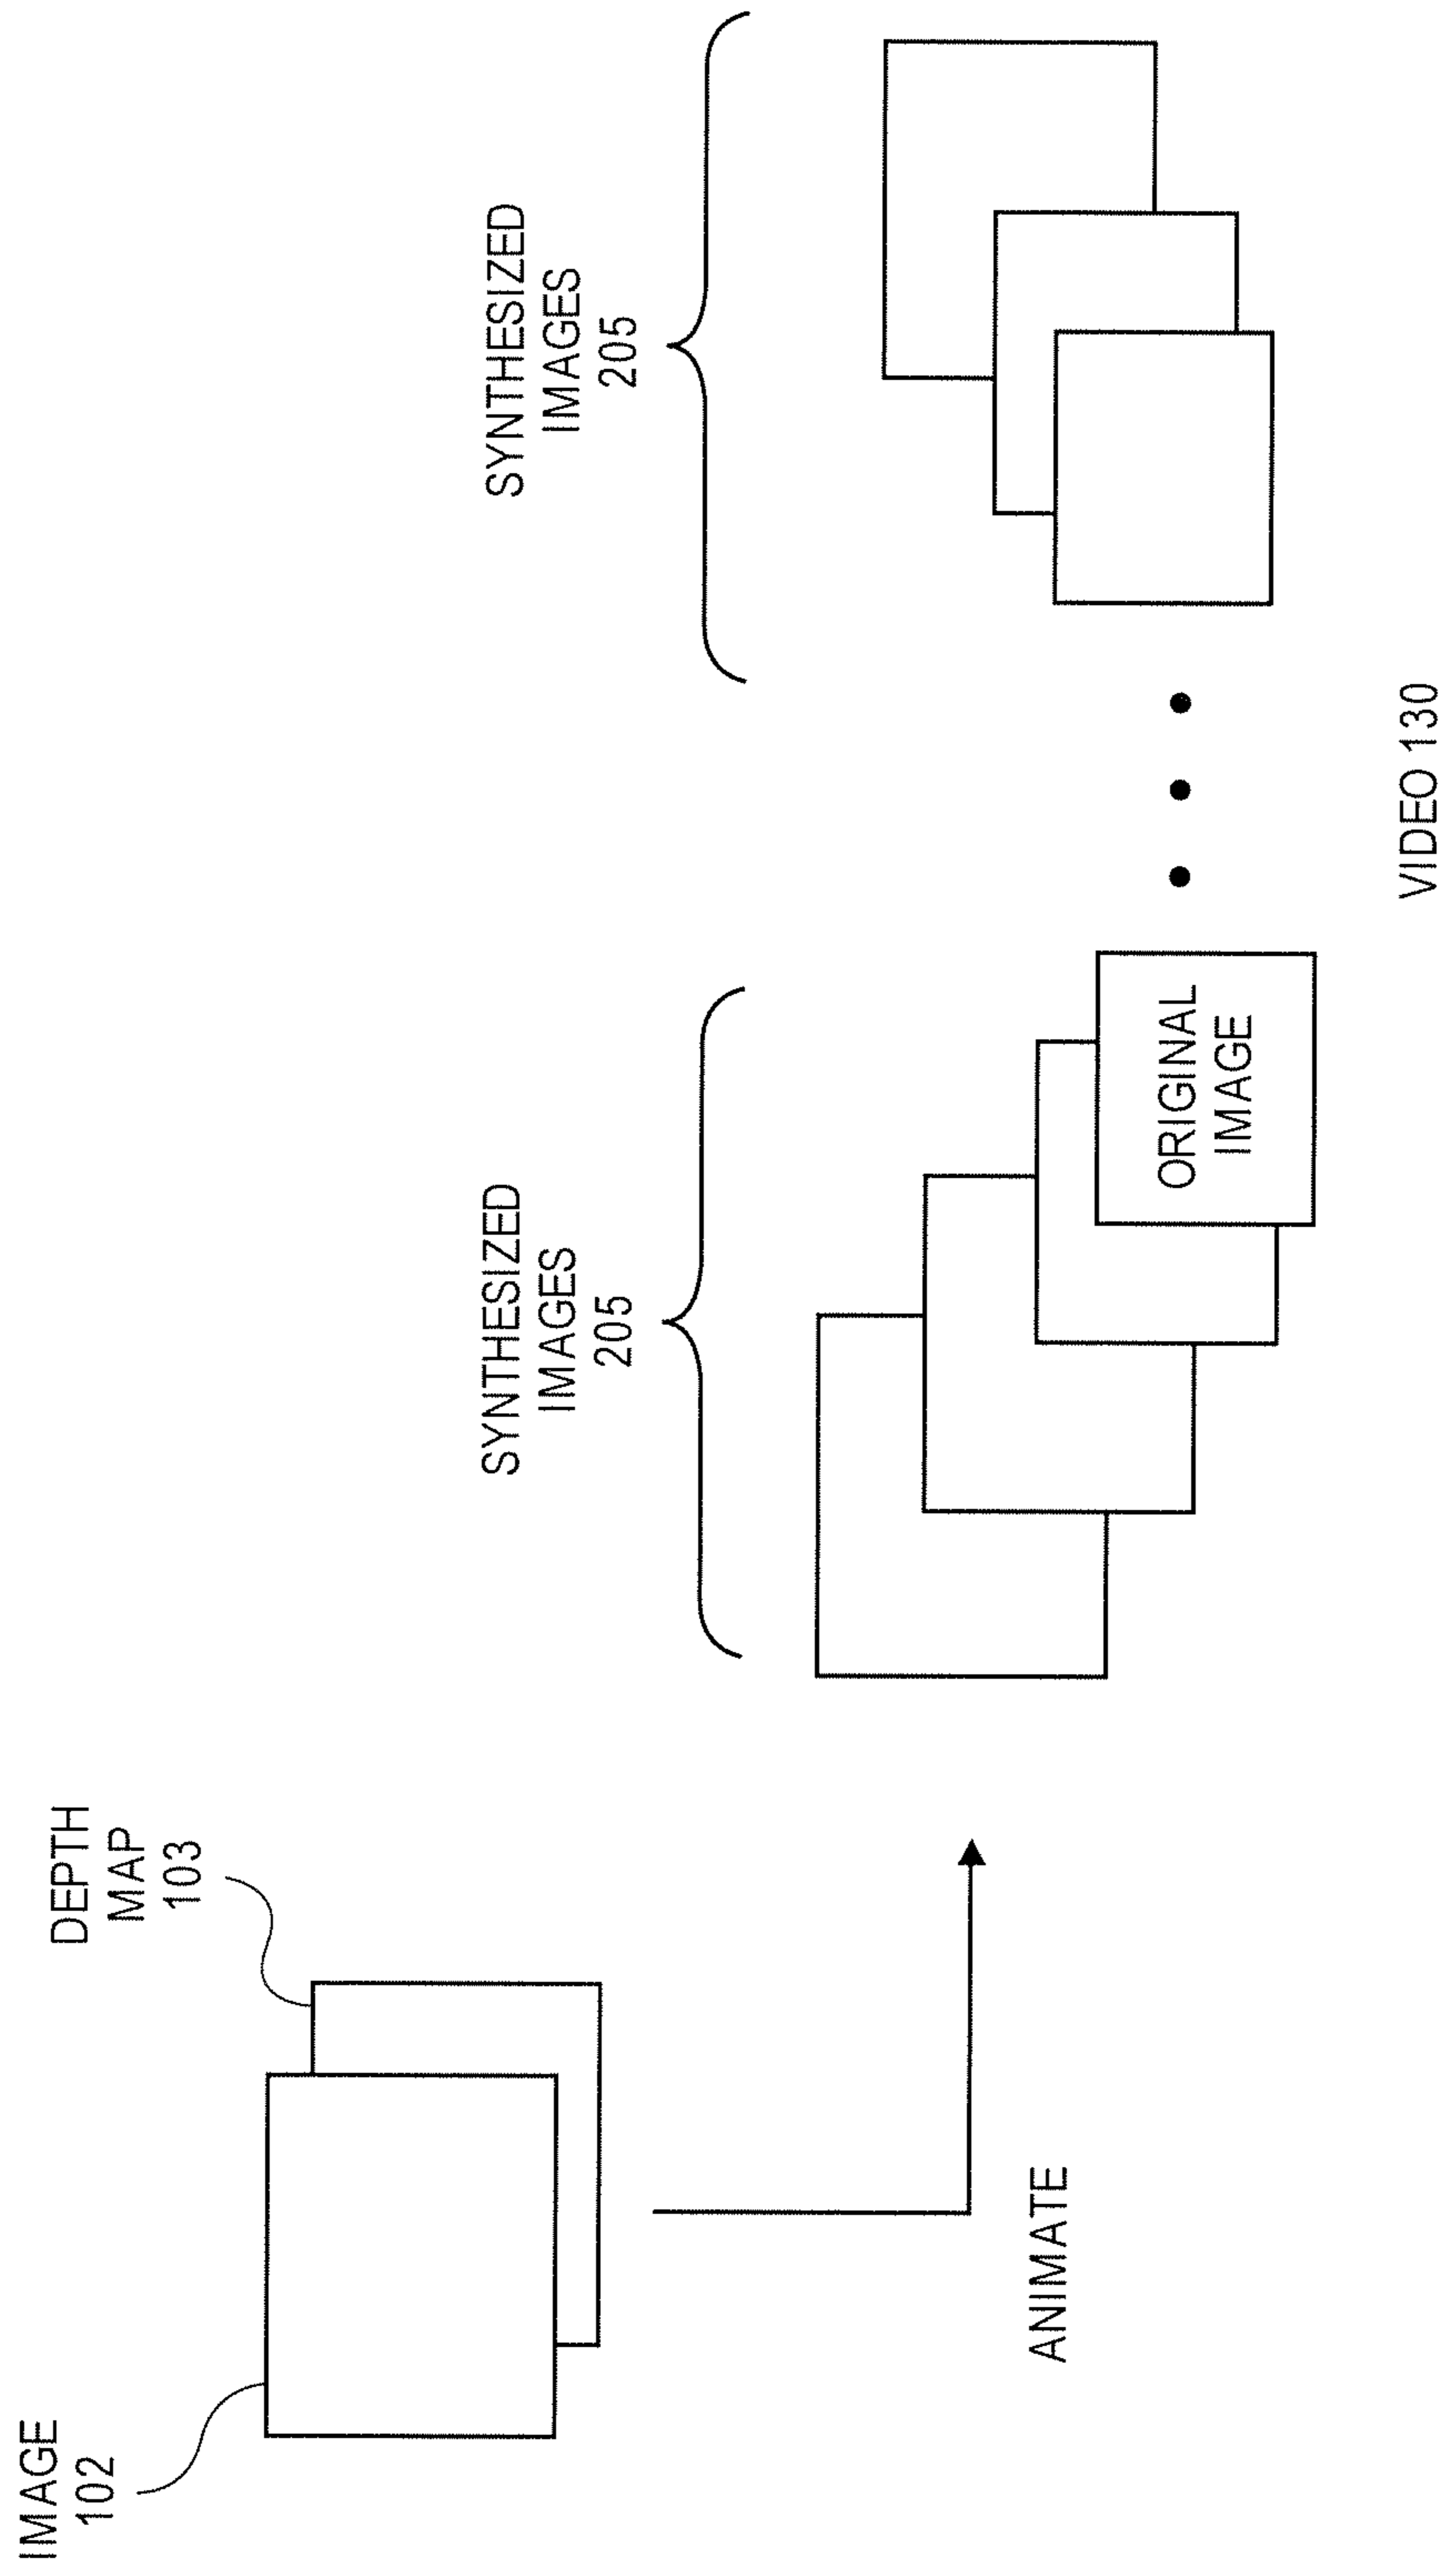 IMAGE
102
DEPTH
MAP
103
ANIMATE
SYNTHESIZED
IMAGES
205
ORIGINAL
IMAGE
SYNTHESIZED
IMAGES
205
VIDEO 130